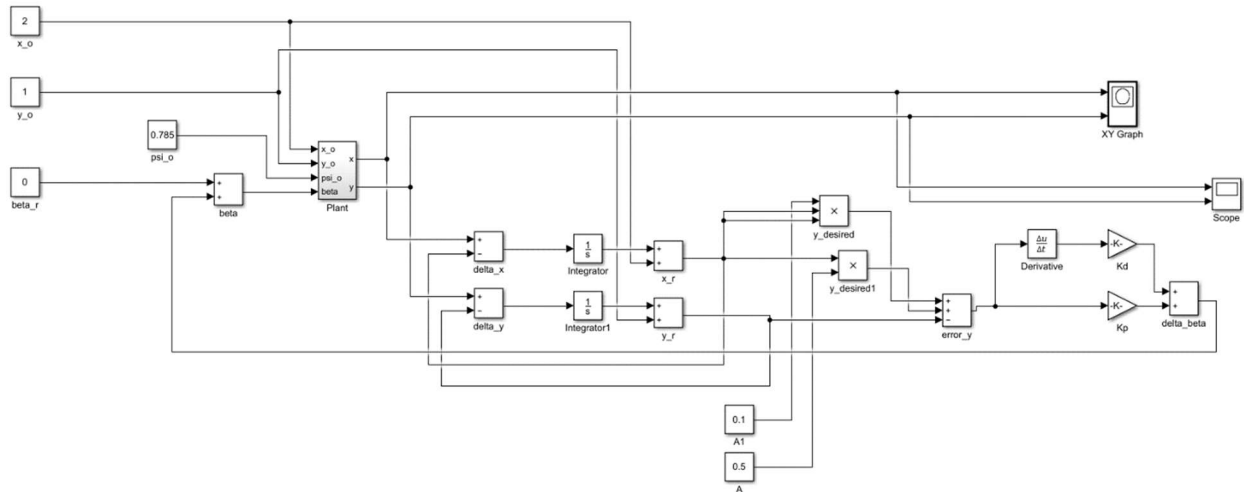 2
x_o
1
y_o
0.785
psi_o
0
beta_r
+
+
beta
x_o
y_o
psi_o
beta
x
y
Plant
XY Graph
Scope
+
−
delta_x
1
s
Integrator
+
+
x_r
×
y_desired
×
y_desired1
+
−
delta_y
1
s
Integrator1
+
+
y_r
+
+
−
error_y
Δu
Δt
Derivative
-K-
Kd
-K-
Kp
+
+
delta_beta
0.1
A1
0.5
A